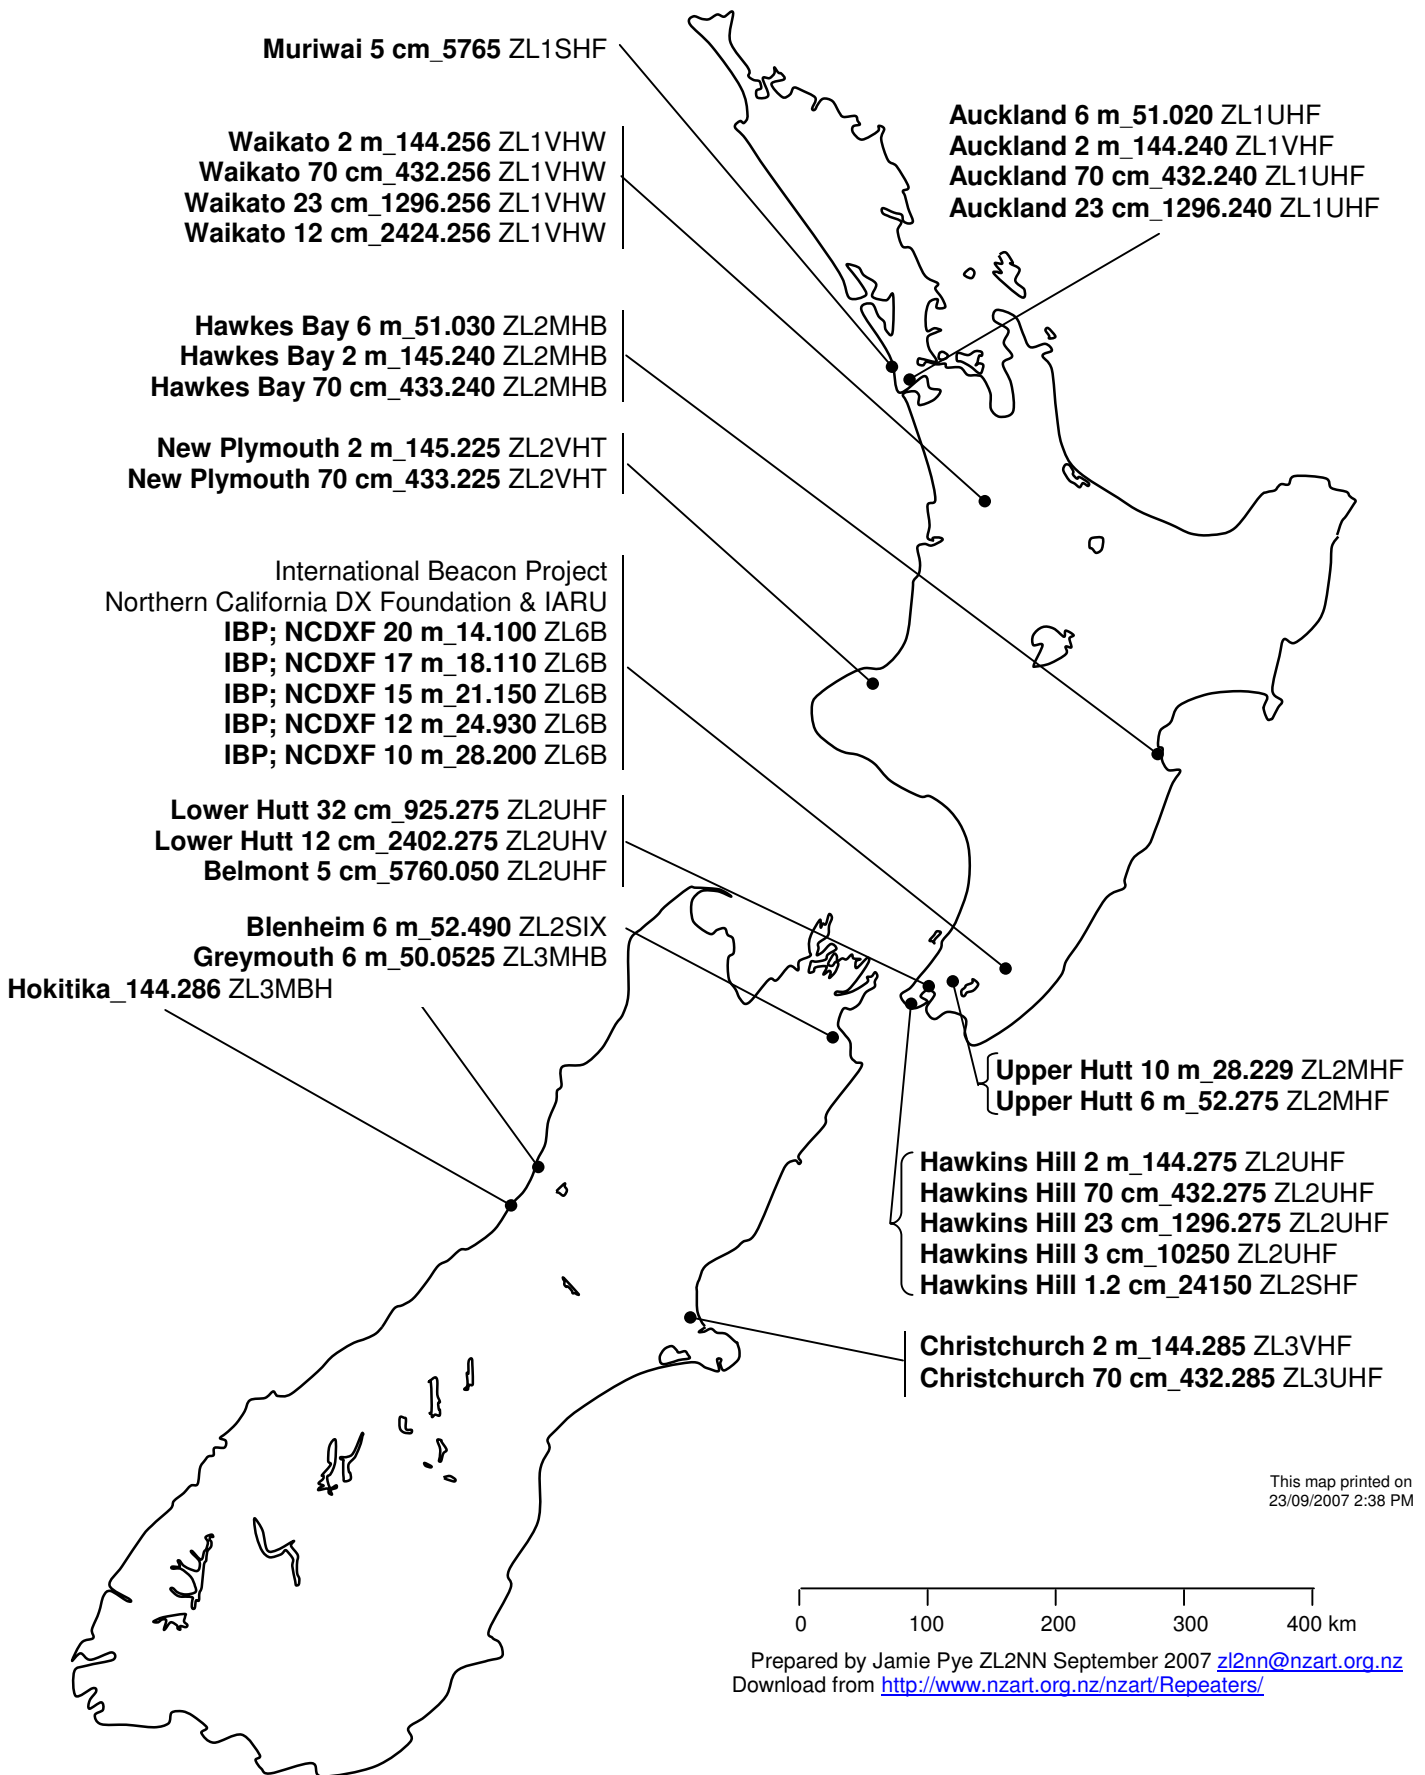 Muriwai 5 cm_5765 ZL1SHF
Waikato 2 m_144.256 ZL1VHW
Waikato 70 cm_432.256 ZL1VHW
Waikato 23 cm_1296.256 ZL1VHW
Waikato 12 cm_2424.256 ZL1VHW
Auckland 6 m_51.020 ZL1UHF
Auckland 2 m_144.240 ZL1VHF
Auckland 70 cm_432.240 ZL1UHF
Auckland 23 cm_1296.240 ZL1UHF
Hawkes Bay 6 m_51.030 ZL2MHB
Hawkes Bay 2 m_145.240 ZL2MHB
Hawkes Bay 70 cm_433.240 ZL2MHB
New Plymouth 2 m_145.225 ZL2VHT
New Plymouth 70 cm_433.225 ZL2VHT
International Beacon Project
Northern California DX Foundation & IARU
IBP; NCDXF 20 m_14.100 ZL6B
IBP; NCDXF 17 m_18.110 ZL6B
IBP; NCDXF 15 m_21.150 ZL6B
IBP; NCDXF 12 m_24.930 ZL6B
IBP; NCDXF 10 m_28.200 ZL6B
Lower Hutt 32 cm_925.275 ZL2UHF
Lower Hutt 12 cm_2402.275 ZL2UHV
Belmont 5 cm_5760.050 ZL2UHF
Blenheim 6 m_52.490 ZL2SIX
Greymouth 6 m_50.0525 ZL3MHB
Hokitika_144.286 ZL3MBH
Upper Hutt 10 m_28.229 ZL2MHF
Upper Hutt 6 m_52.275 ZL2MHF
Hawkins Hill 2 m_144.275 ZL2UHF
Hawkins Hill 70 cm_432.275 ZL2UHF
Hawkins Hill 23 cm_1296.275 ZL2UHF
Hawkins Hill 3 cm_10250 ZL2UHF
Hawkins Hill 1.2 cm_24150 ZL2SHF
Christchurch 2 m_144.285 ZL3VHF
Christchurch 70 cm_432.285 ZL3UHF
This map printed on
23/09/2007 2:38 PM
0 100 200 300 400 km
Prepared by Jamie Pye ZL2NN September 2007 zl2nn@nzart.org.nz
Download from http://www.nzart.org.nz/nzart/Repeaters/